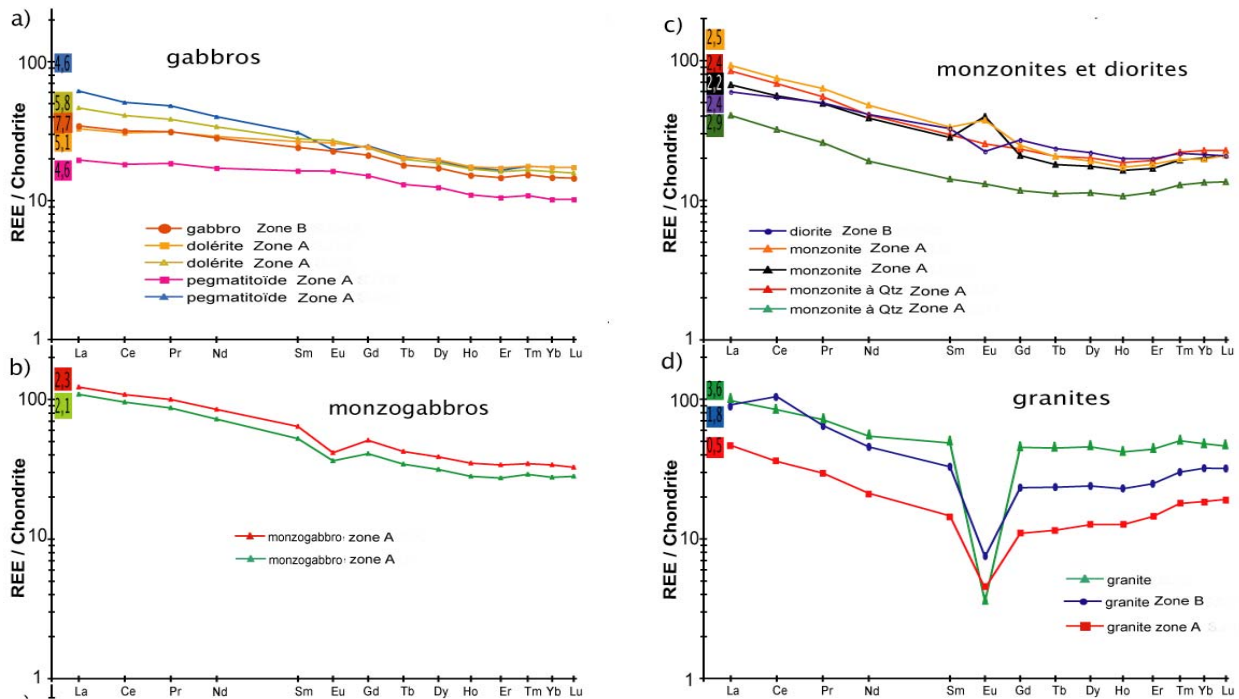 a)
gabbros
REE / Chondrite
100
10
1
4,6
5,8
7,7
5,1
4,6
gabbro Zone B
dolérite Zone A
dolérite Zone A
pegmatitoïde Zone A
pegmatitoïde Zone A
La Ce Pr Nd Sm Eu Gd Tb Dy Ho Er Tm Yb Lu
b)
monzogabbros
REE / Chondrite
100
10
1
2,3
2,1
monzogabbro zone A
monzogabbro zone A
La Ce Pr Nd Sm Eu Gd Tb Dy Ho Er Tm Yb Lu
c)
monzonites et diorites
REE / Chondrite
100
10
1
2,5
2,4
2,2
2,4
2,9
diorite Zone B
monzonite Zone A
monzonite Zone A
monzonite à Qtz Zone A
monzonite à Qtz Zone A
La Ce Pr Nd Sm Eu Gd Tb Dy Ho Er Tm Yb Lu
d)
granites
REE / Chondrite
100
10
1
3,6
1,8
0,5
granite
granite Zone B
granite zone A
La Ce Pr Nd Sm Eu Gd Tb Dy Ho Er Tm Yb Lu